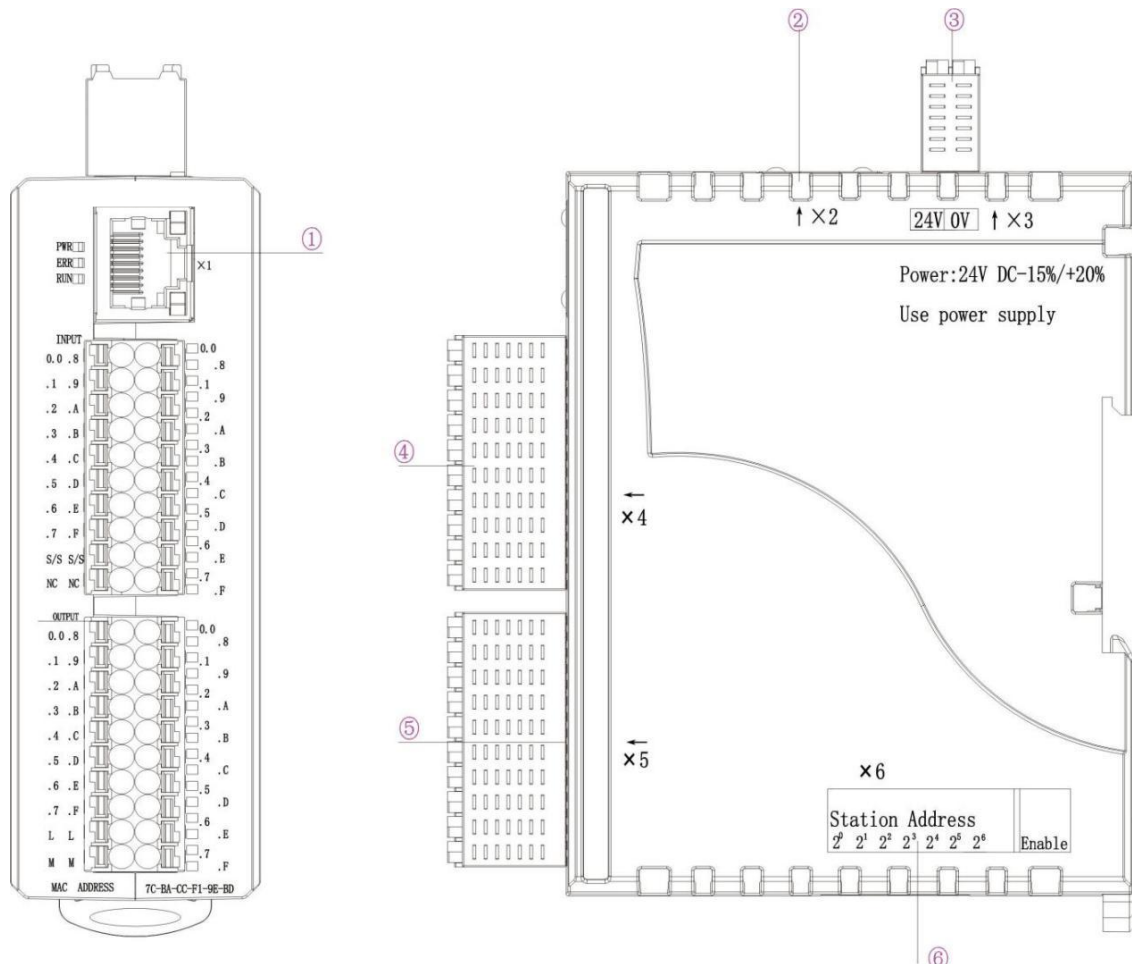 ①
×1
PWR
ERR
RUN
INPUT
0.0 .8
.1 .9
.2 .A
.3 .B
.4 .C
.5 .D
.6 .E
.7 .F
S/S S/S
NC NC
0.0
.8
.1
.9
.2
.A
.3
.B
.4
.C
.5
.D
.6
.E
.7
.F
OUTPUT
0.0 .8
.1 .9
.2 .A
.3 .B
.4 .C
.5 .D
.6 .E
.7 .F
L L
M M
0.0
.8
.1
.9
.2
.A
.3
.B
.4
.C
.5
.D
.6
.E
.7
.F
MAC ADDRESS 7C-BA-CC-F1-9E-BD
② ③
↑×2 24V 0V ↑×3
Power:24V DC-15%/+20%
Use power supply
④
←
×4
⑤
←
×5
×6
Station Address
2⁰ 2¹ 2² 2³ 2⁴ 2⁵ 2⁶ Enable
⑥